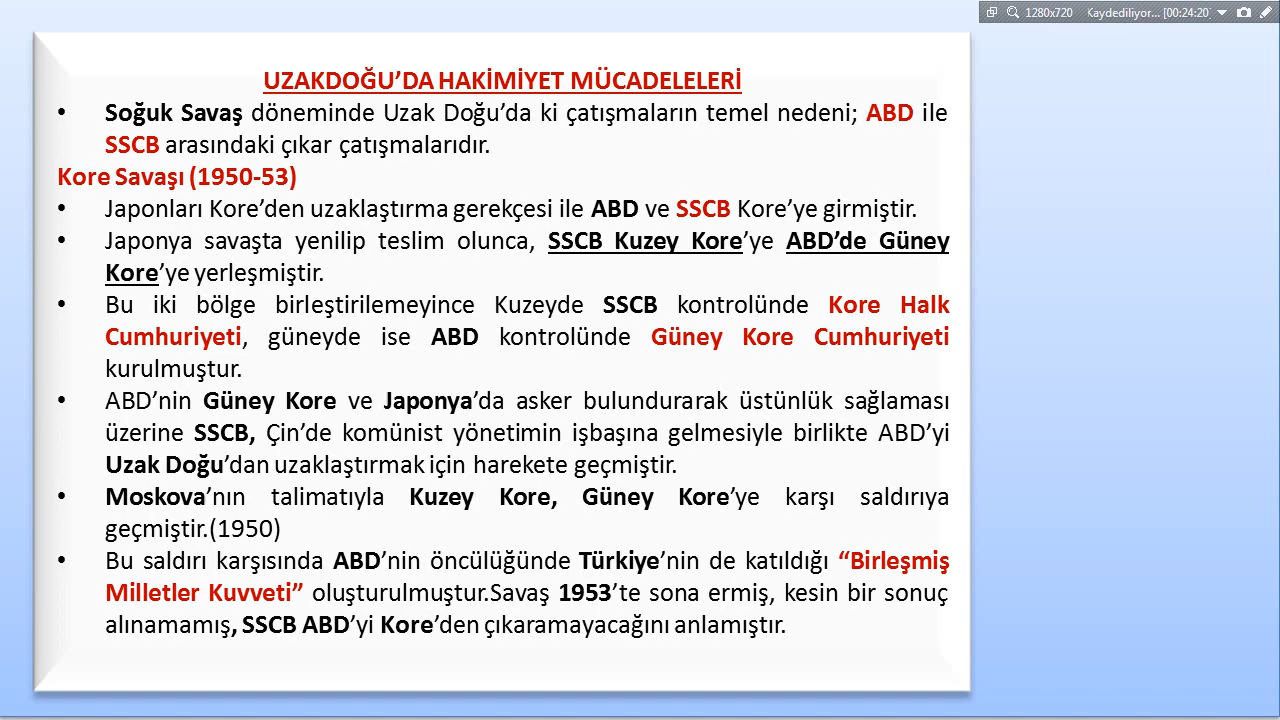 1280x720 Kaydediliyor... [00:24:20]
UZAKDOĞU’DA HAKİMİYET MÜCADELELERİ
• Soğuk Savaş döneminde Uzak Doğu’da ki çatışmaların temel nedeni; ABD ile
SSCB arasındaki çıkar çatışmalarıdır.
Kore Savaşı (1950-53)
• Japonları Kore’den uzaklaştırma gerekçesi ile ABD ve SSCB Kore’ye girmiştir.
• Japonya savaşta yenilip teslim olunca, SSCB Kuzey Kore’ye ABD’de Güney
Kore’ye yerleşmiştir.
• Bu iki bölge birleştirilemeyince Kuzeyde SSCB kontrolünde Kore Halk
Cumhuriyeti, güneyde ise ABD kontrolünde Güney Kore Cumhuriyeti
kurulmuştur.
• ABD’nin Güney Kore ve Japonya’da asker bulundurarak üstünlük sağlaması
üzerine SSCB, Çin’de komünist yönetimin işbaşına gelmesiyle birlikte ABD’yi
Uzak Doğu’dan uzaklaştırmak için harekete geçmiştir.
• Moskova’nın talimatıyla Kuzey Kore, Güney Kore’ye karşı saldırıya
geçmiştir.(1950)
• Bu saldırı karşısında ABD’nin öncülüğünde Türkiye’nin de katıldığı “Birleşmiş
Milletler Kuvveti” oluşturulmuştur.Savaş 1953’te sona ermiş, kesin bir sonuç
alınamamış, SSCB ABD’yi Kore’den çıkaramayacağını anlamıştır.